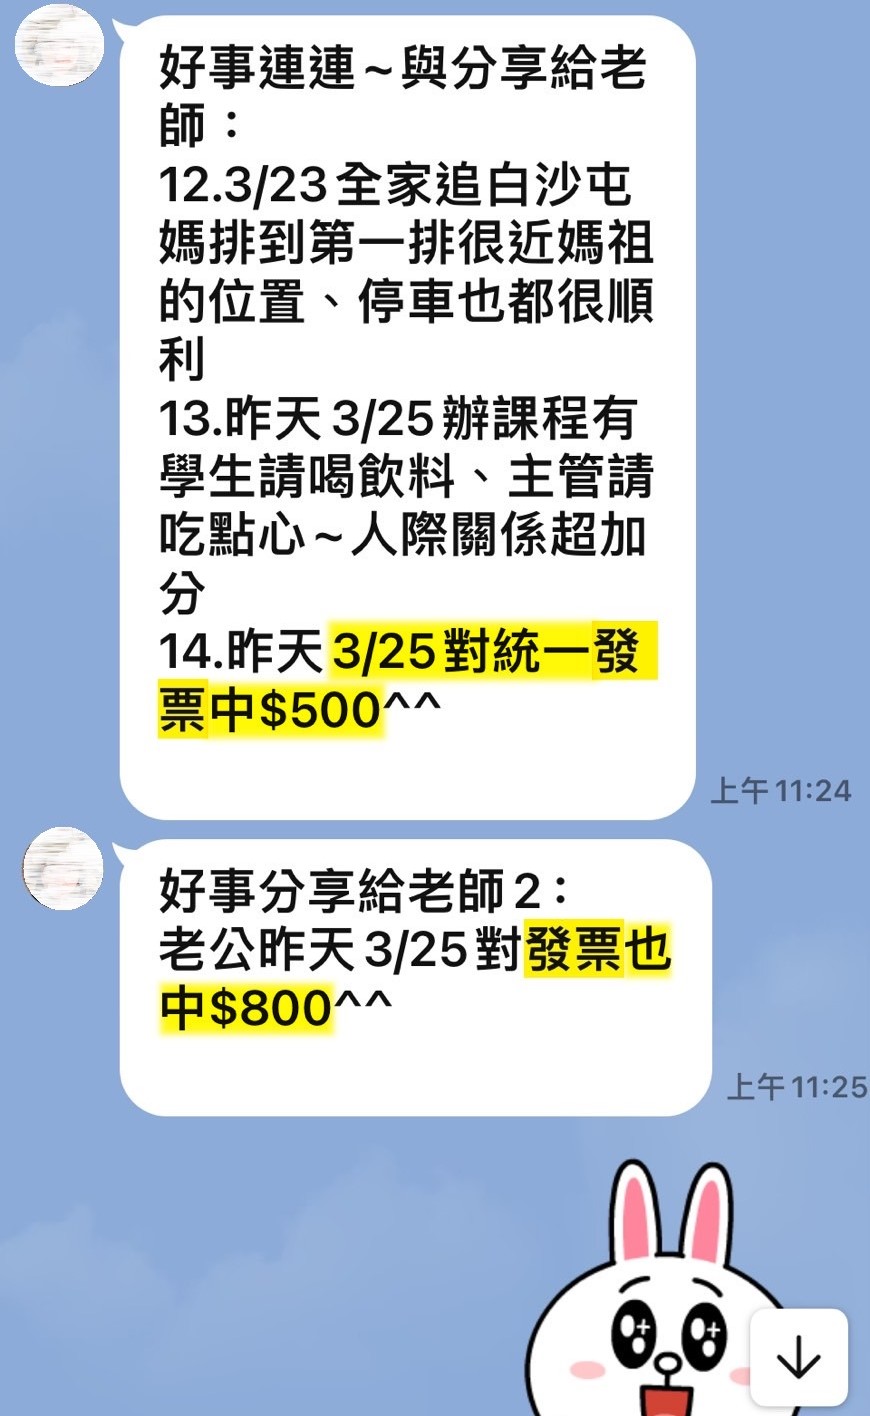 好事連連~與分享給老
師：
12.3/23全家追白沙屯
媽排到第一排很近媽祖
的位置、停車也都很順
利
13.昨天3/25辦課程有
學生請喝飲料、主管請
吃點心~人際關係超加
分
14.昨天3/25對統一發
票中$500^^
上午11:24
好事分享給老師2：
老公昨天3/25對發票也
中$800^^
上午11:25